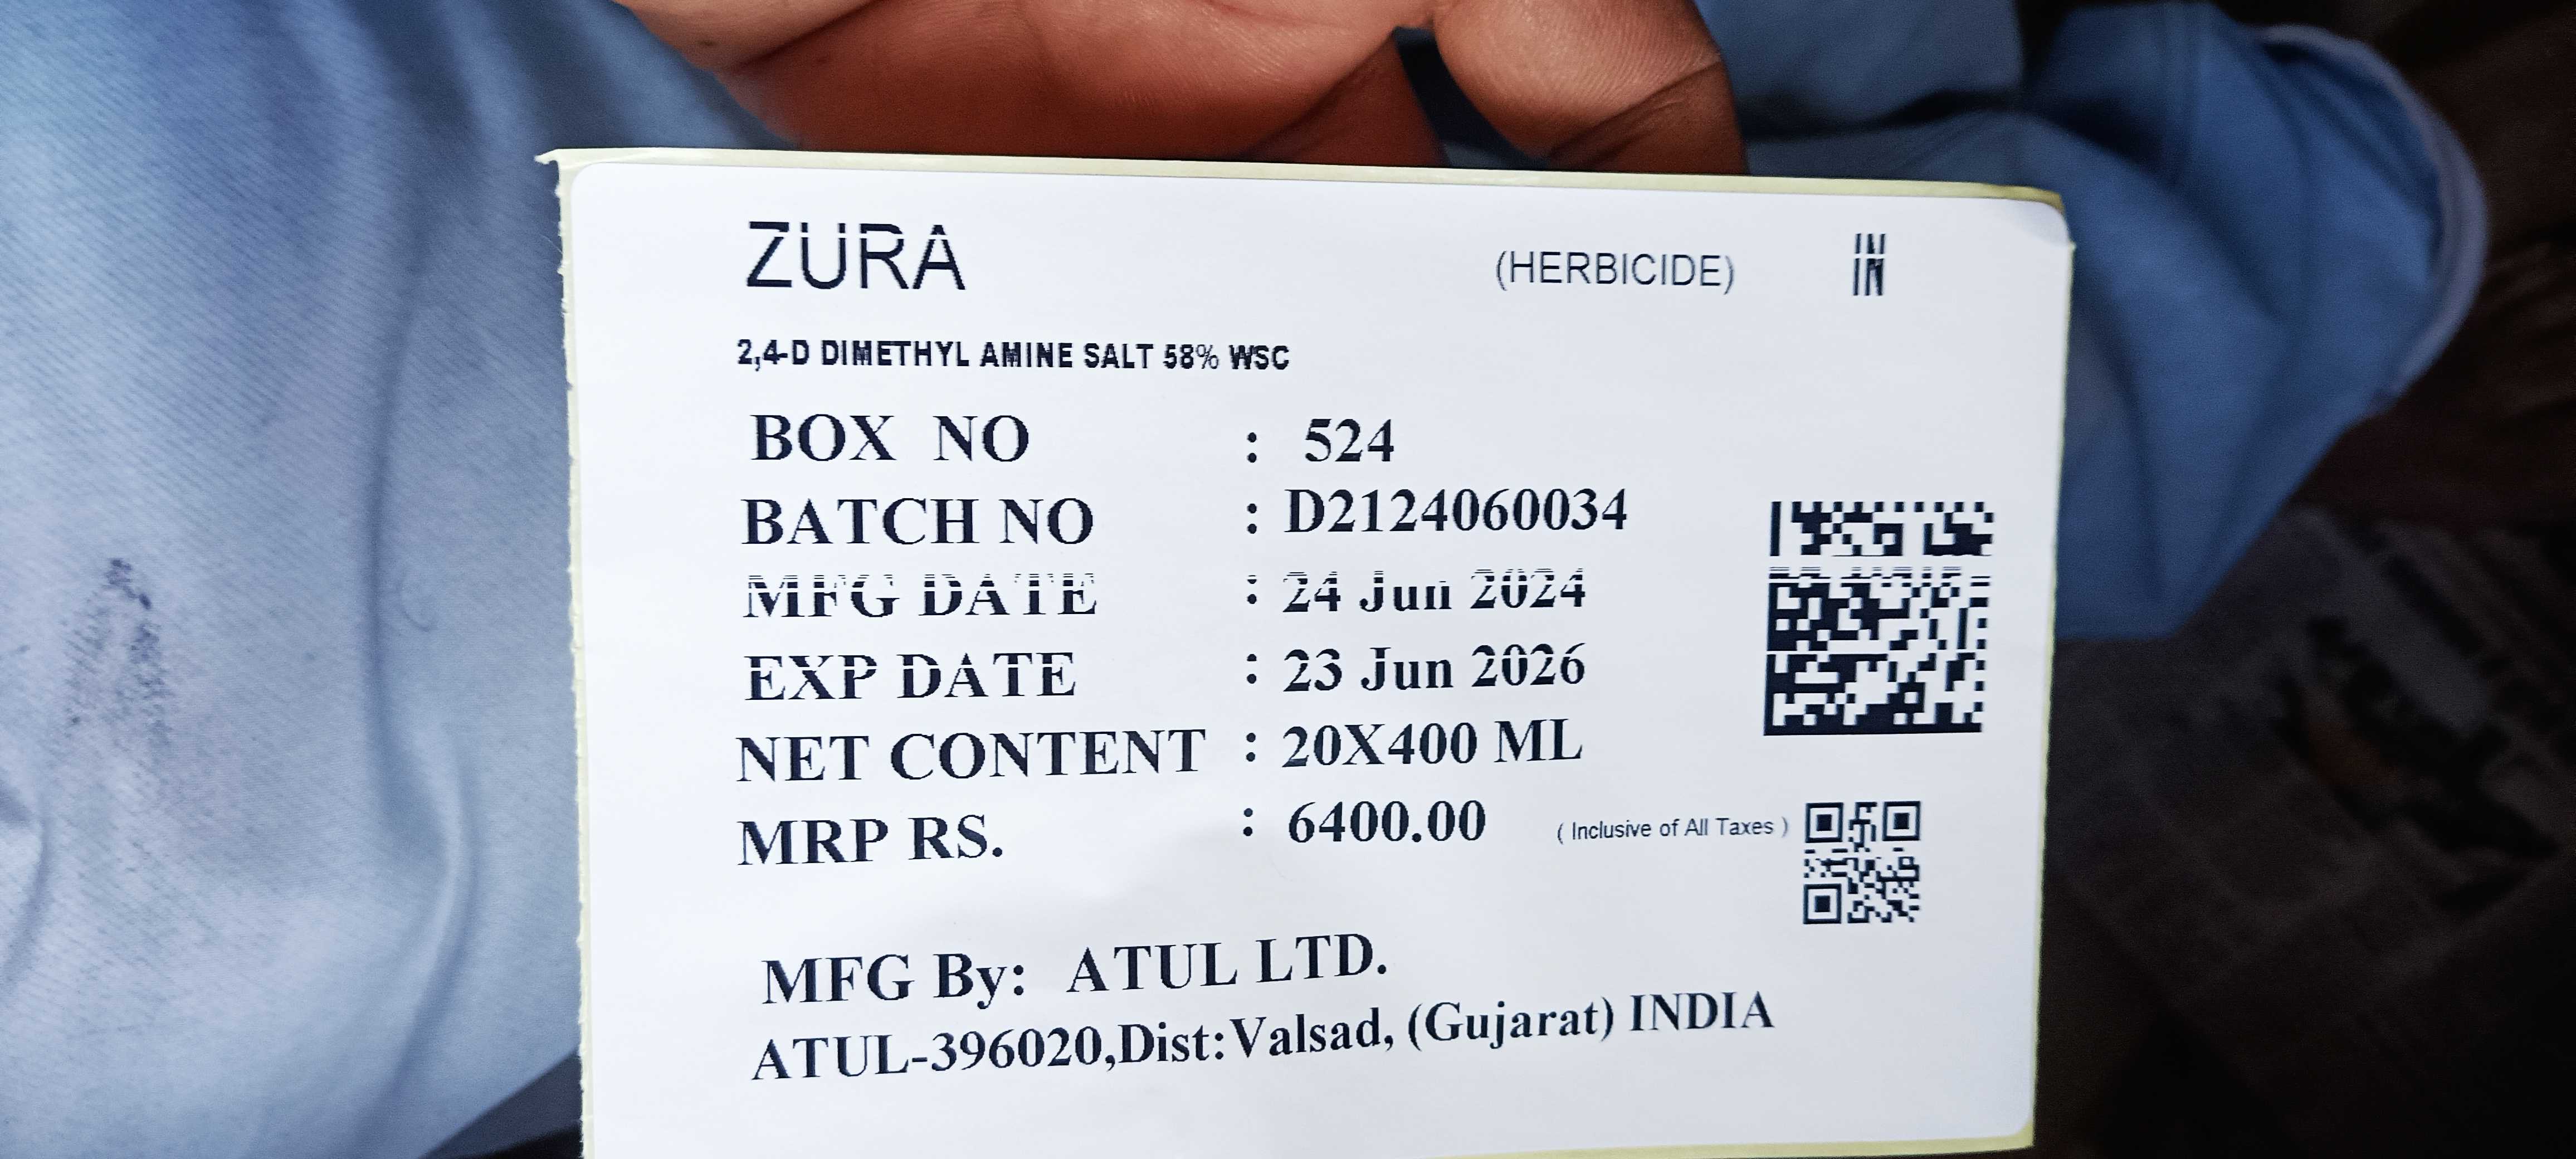 ZURA (HERBICIDE) IN
2,4-D DIMETHYL AMINE SALT 58% WSC
BOX NO : 524
BATCH NO : D2124060034
MFG DATE : 24 Jun 2024
EXP DATE : 23 Jun 2026
NET CONTENT : 20X400 ML
MRP RS. : 6400.00 ( Inclusive of All Taxes )
MFG By: ATUL LTD.
ATUL-396020,Dist:Valsad, (Gujarat) INDIA